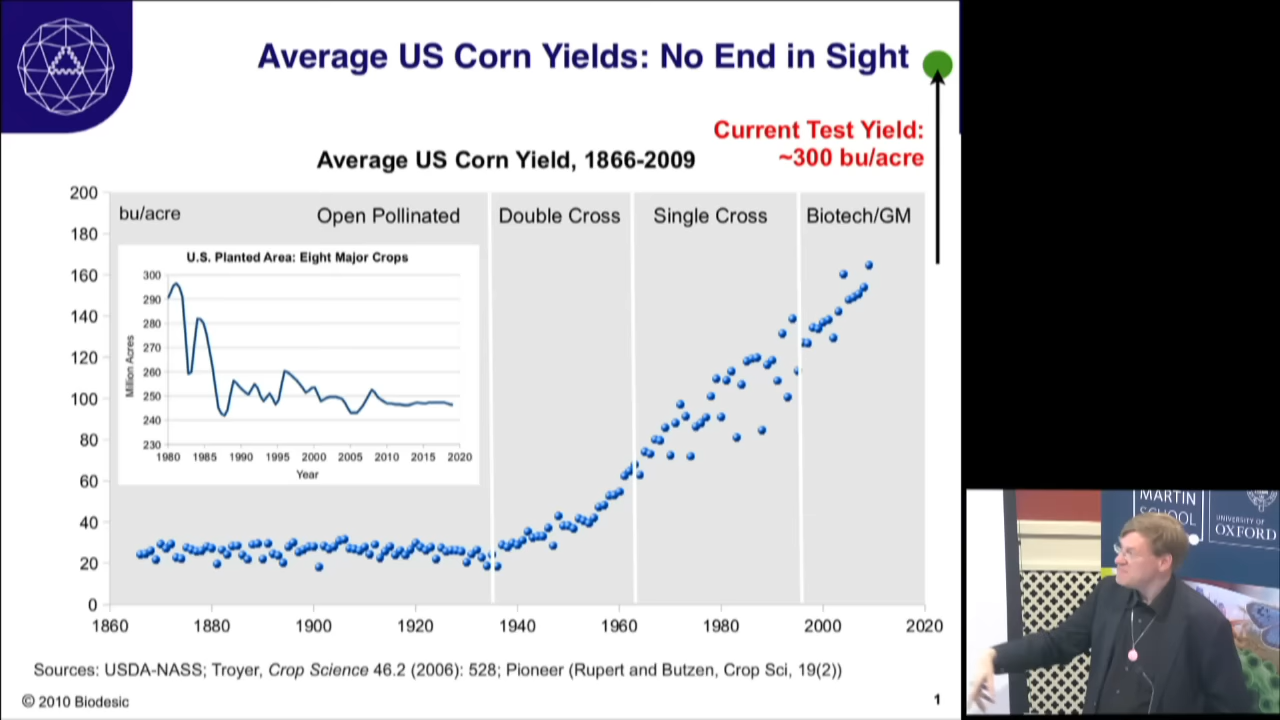 Average US Corn Yields: No End in Sight
Current Test Yield:
~300 bu/acre
Average US Corn Yield, 1866-2009
200
180
160
140
120
100
80
60
40
20
0
bu/acre
Open Pollinated
Double Cross
Single Cross
Biotech/GM
U.S. Planted Area: Eight Major Crops
300
290
280
270
260
250
240
230
Million Acres
1980 1985 1990 1995 2000 2005 2010 2015 2020
Year
1860 1880 1900 1920 1940 1960 1980 2000 2020
Sources: USDA-NASS; Troyer, Crop Science 46.2 (2006): 528; Pioneer (Rupert and Butzen, Crop Sci, 19(2))
© 2010 Biodesic
1
MARTIN
SCHOOL
UNIVERSITY OF
OXFORD